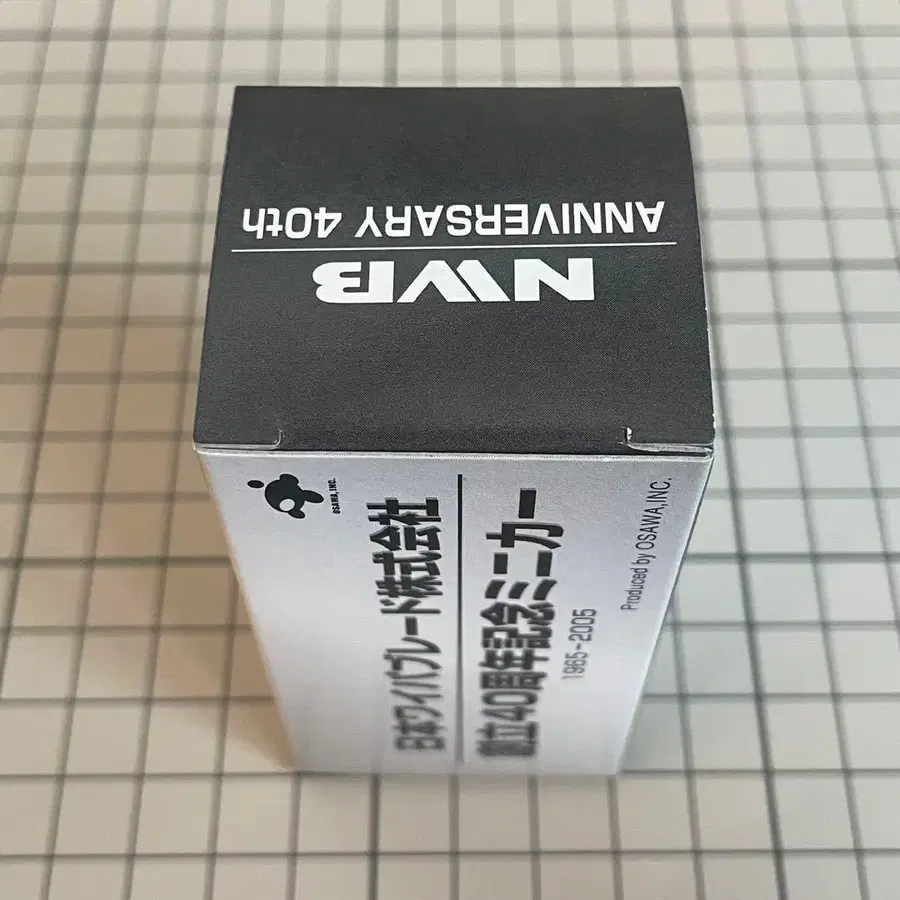 NWB
ANNIVERSARY 40th
OSAWA, INC.
日本ワイパブレード株式会社
創立40周年記念ミニカー
1965-2005
Produced by OSAWA,INC.